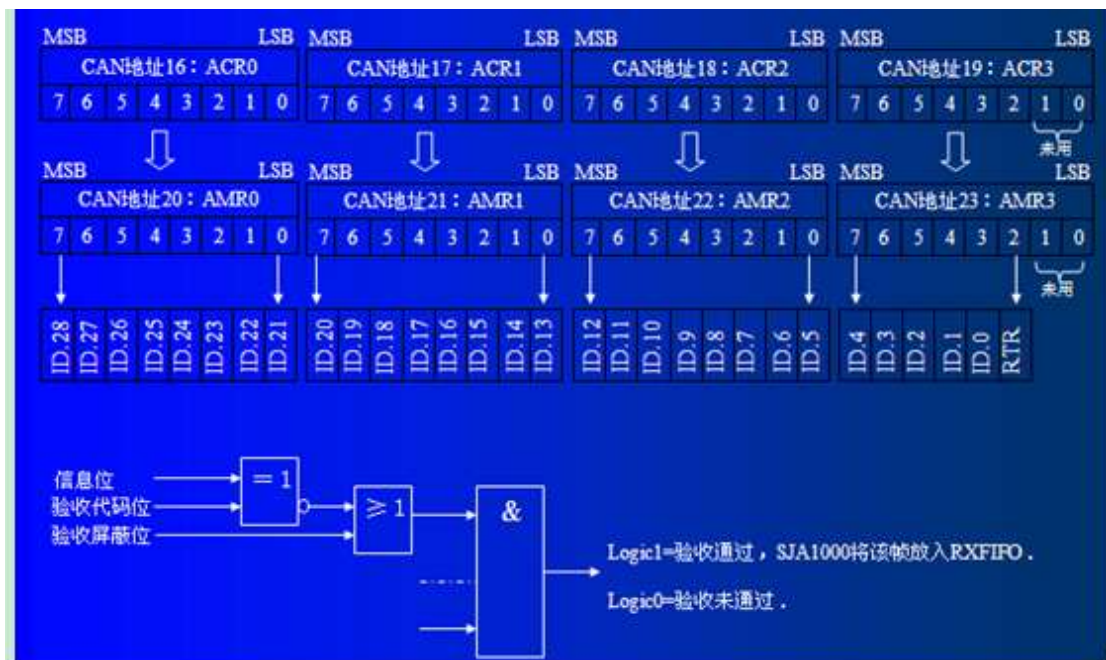 MSB LSB MSB LSB MSB LSB MSB LSB
CAN地址16：ACR0 CAN地址17：ACR1 CAN地址18：ACR2 CAN地址19：ACR3
7 6 5 4 3 2 1 0 7 6 5 4 3 2 1 0 7 6 5 4 3 2 1 0 7 6 5 4 3 2 1 0
未用
MSB LSB MSB LSB MSB LSB MSB LSB
CAN地址20：AMR0 CAN地址21：AMR1 CAN地址22：AMR2 CAN地址23：AMR3
7 6 5 4 3 2 1 0 7 6 5 4 3 2 1 0 7 6 5 4 3 2 1 0 7 6 5 4 3 2 1 0
未用
ID.28 ID.27 ID.26 ID.25 ID.24 ID.23 ID.22 ID.21 ID.20 ID.19 ID.18 ID.17 ID.16 ID.15 ID.14 ID.13 ID.12 ID.11 ID.10 ID.9 ID.8 ID.7 ID.6 ID.5 ID.4 ID.3 ID.2 ID.1 ID.0 RTR
信息位
＝1
验收代码位
≥1
&
验收屏蔽位
Logic1=验收通过，SJA1000将该帧放入RXFIFO．
Logic0=验收未通过．